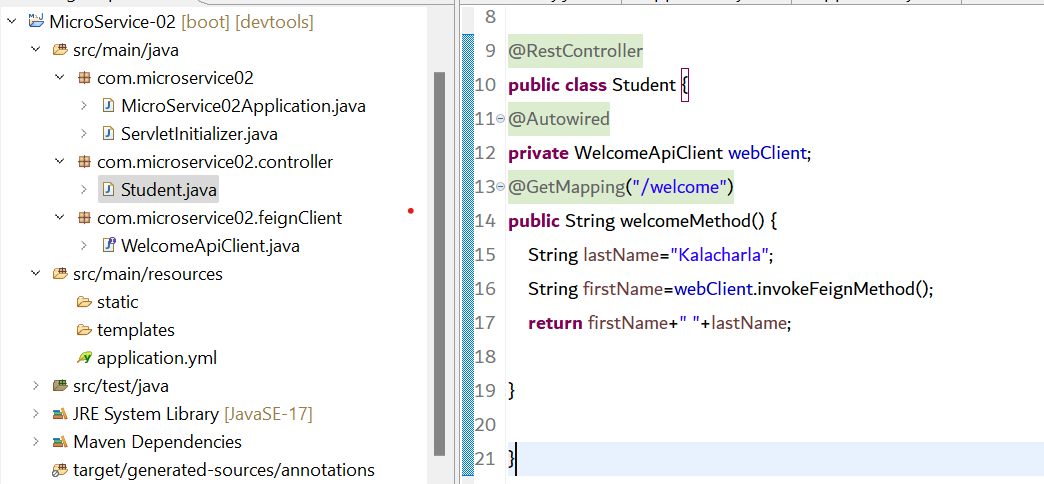 MicroService-02 [boot] [devtools]
src/main/java
com.microservice02
MicroService02Application.java
ServletInitializer.java
com.microservice02.controller
Student.java
com.microservice02.feignClient
WelcomeApiClient.java
src/main/resources
static
templates
application.yml
src/test/java
JRE System Library [JavaSE-17]
Maven Dependencies
target/generated-sources/annotations
8
9 @RestController
10 public class Student {
11 @Autowired
12 private WelcomeApiClient webClient;
13 @GetMapping("/welcome")
14 public String welcomeMethod() {
15 String lastName="Kalacharla";
16 String firstName=webClient.invokeFeignMethod();
17 return firstName+" "+lastName;
18
19 }
20
21 }